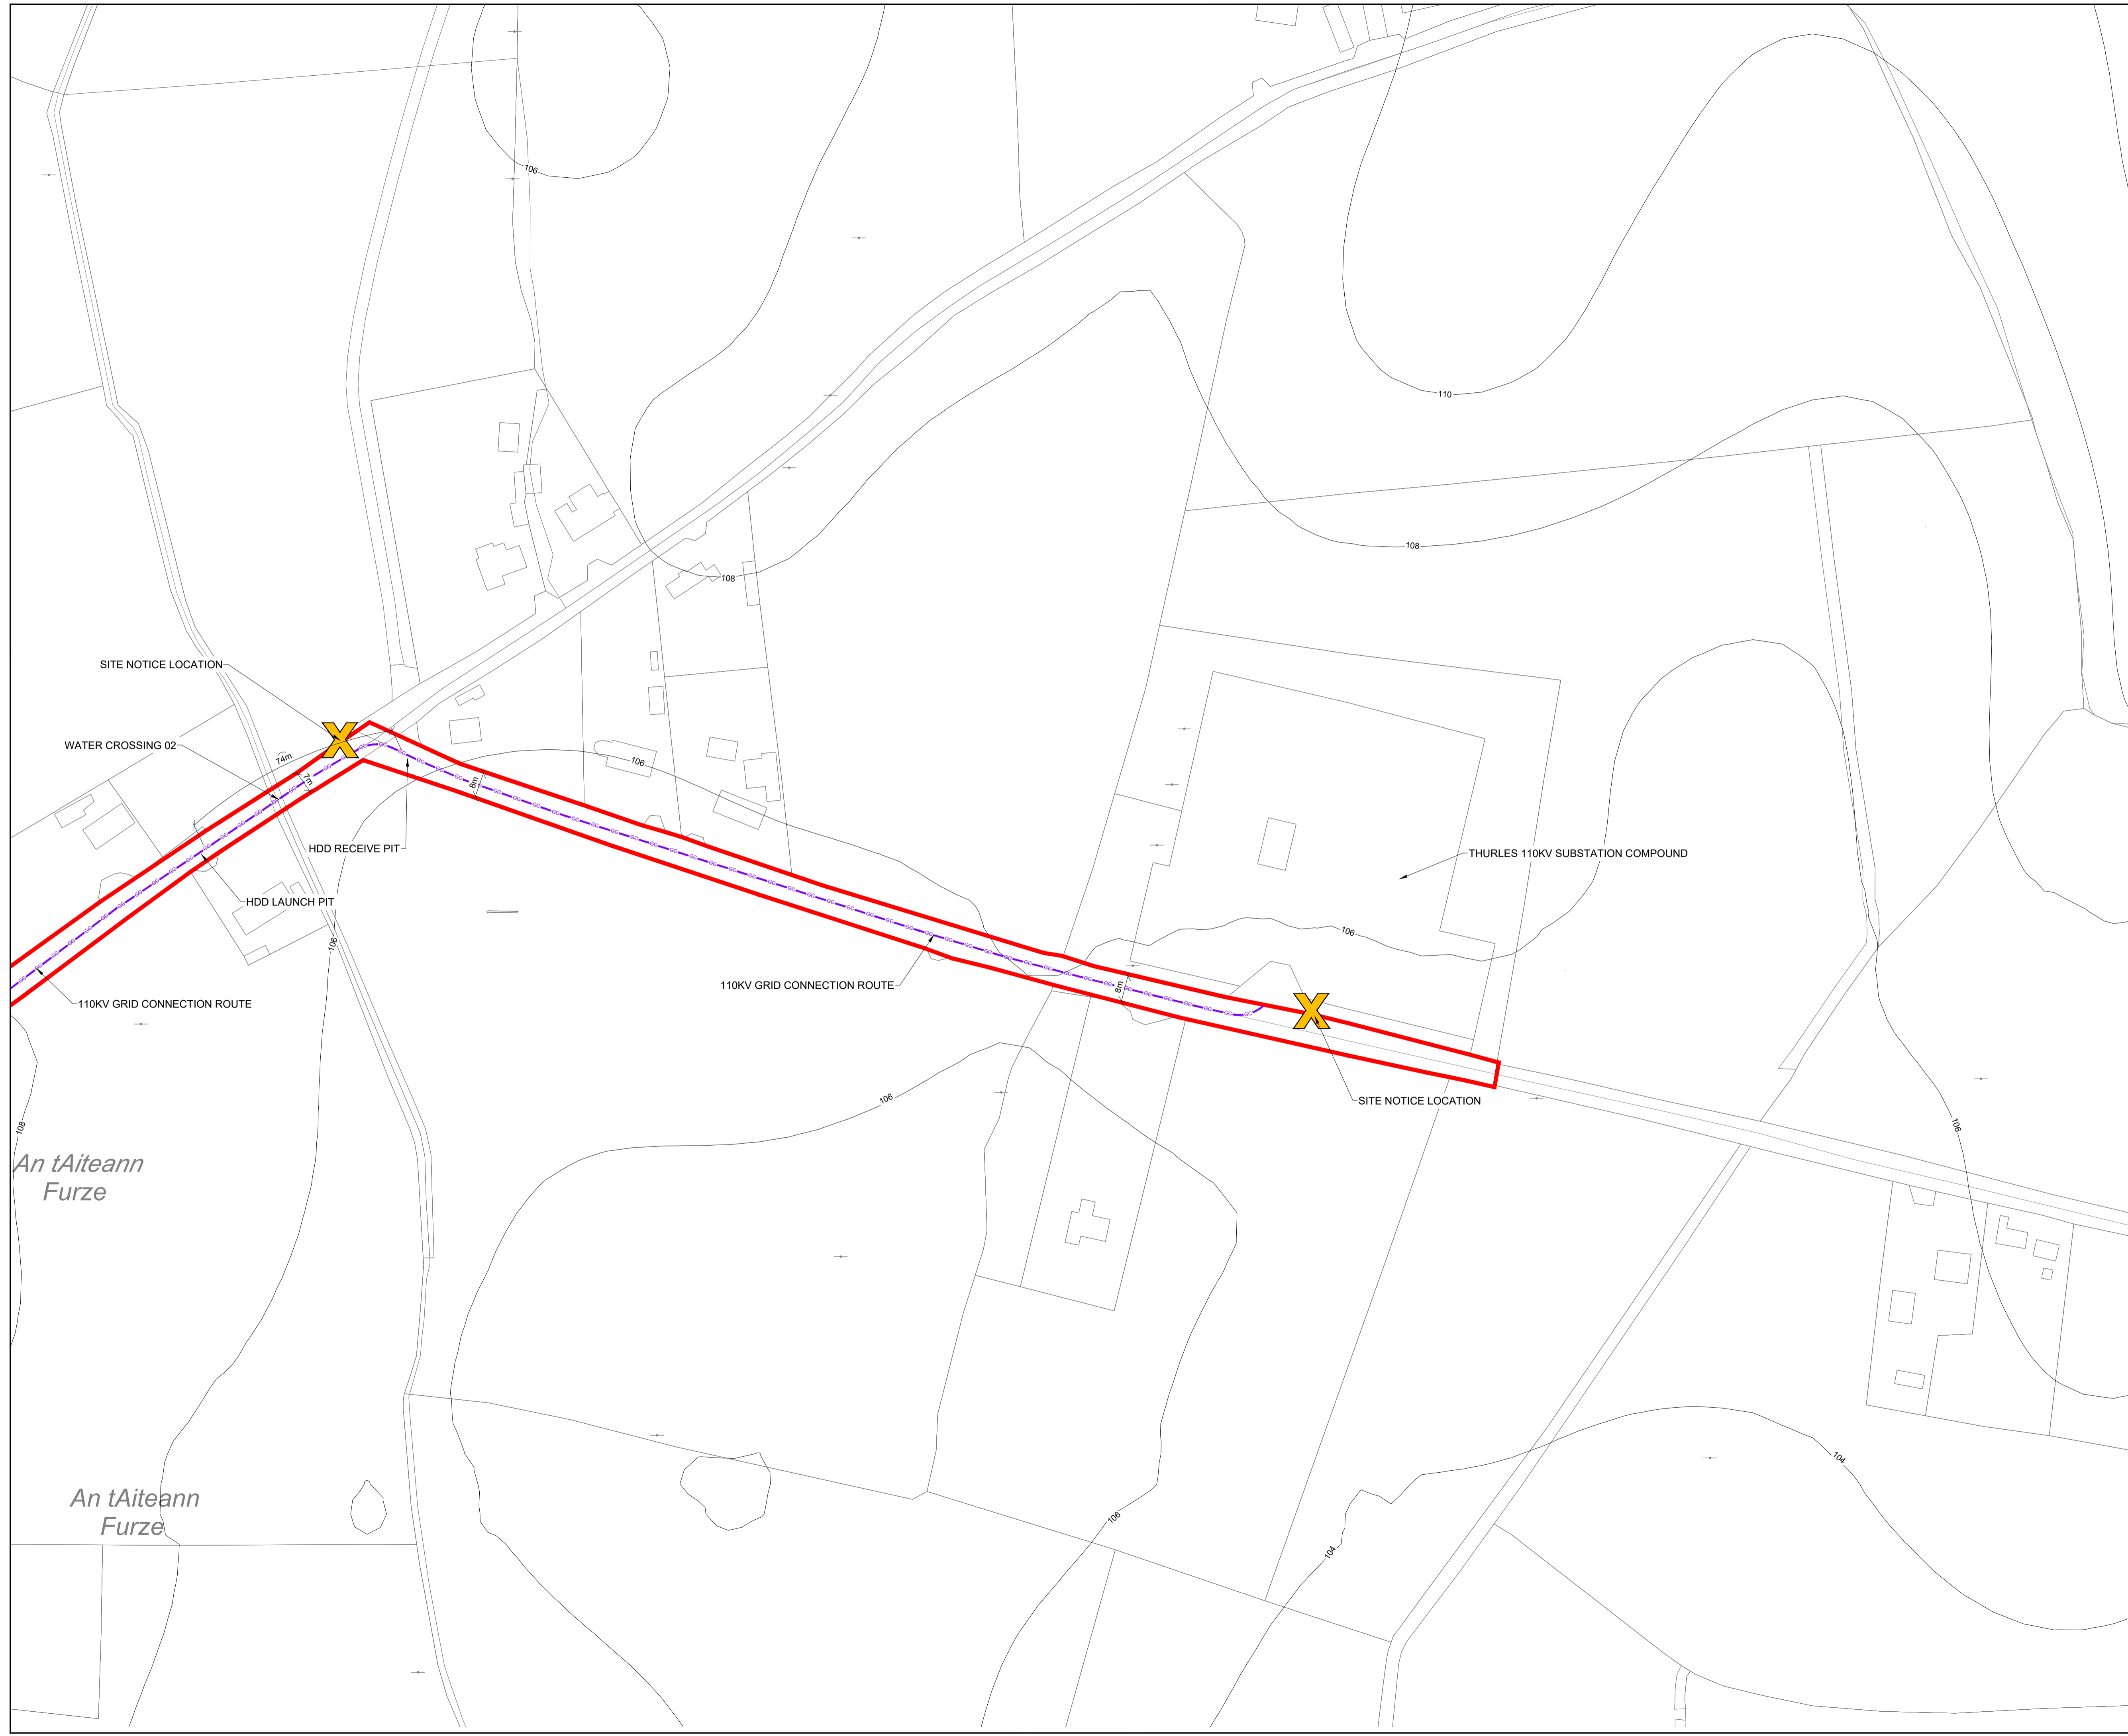 106
110
108
108
SITE NOTICE LOCATION
WATER CROSSING 02
74m
7m
106
8m
HDD RECEIVE PIT
THURLES 110KV SUBSTATION COMPOUND
HDD LAUNCH PIT
106
106
110KV GRID CONNECTION ROUTE
8m
110KV GRID CONNECTION ROUTE
X
X
SITE NOTICE LOCATION
106
108
106
An tAiteann
Furze
104
An tAiteann
Furze
106
104
GC